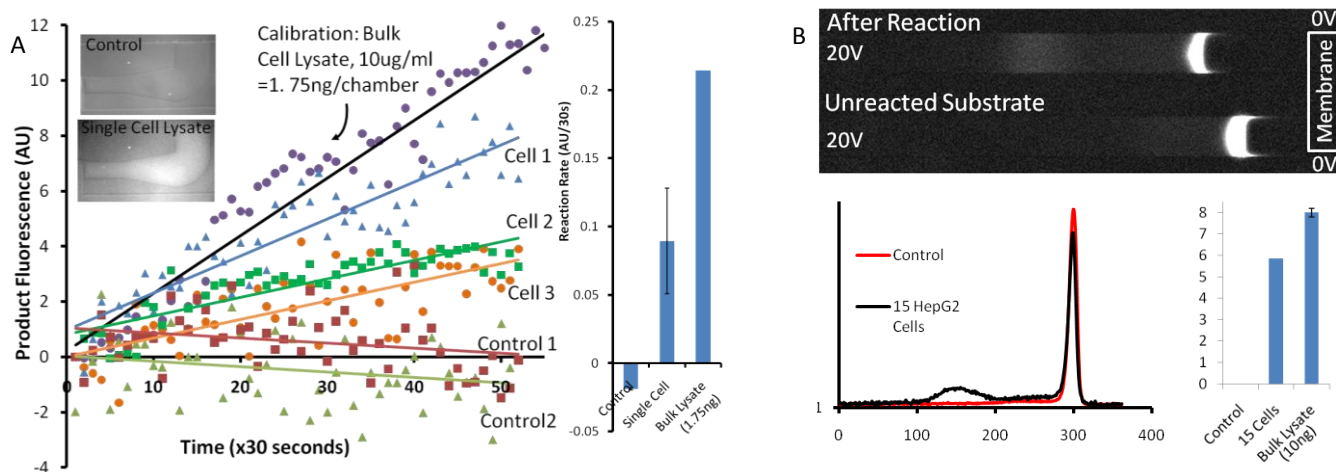 A
12
10
8
6
4
2
0
-2
-4
Product Fluorescence (AU)
Control
Single Cell Lysate
Calibration: Bulk
Cell Lysate, 10ug/ml
=1. 75ng/chamber
Cell 1
Cell 2
Cell 3
Control 1
Control2
0
10
20
30
40
50
Time (x30 seconds)
0.25
0.2
0.15
0.1
0.05
0
-0.05
Reaction Rate (AU/30s)
Control
Single Cell
Bulk Lysate
(1.75ng)
B
After Reaction
0V
20V
Unreacted Substrate
20V
0V
Membrane
Control
15 HepG2
Cells
1
0
100
200
300
400
8
7
6
5
4
3
2
1
0
Control
15 Cells
Bulk Lysate
(10ng)